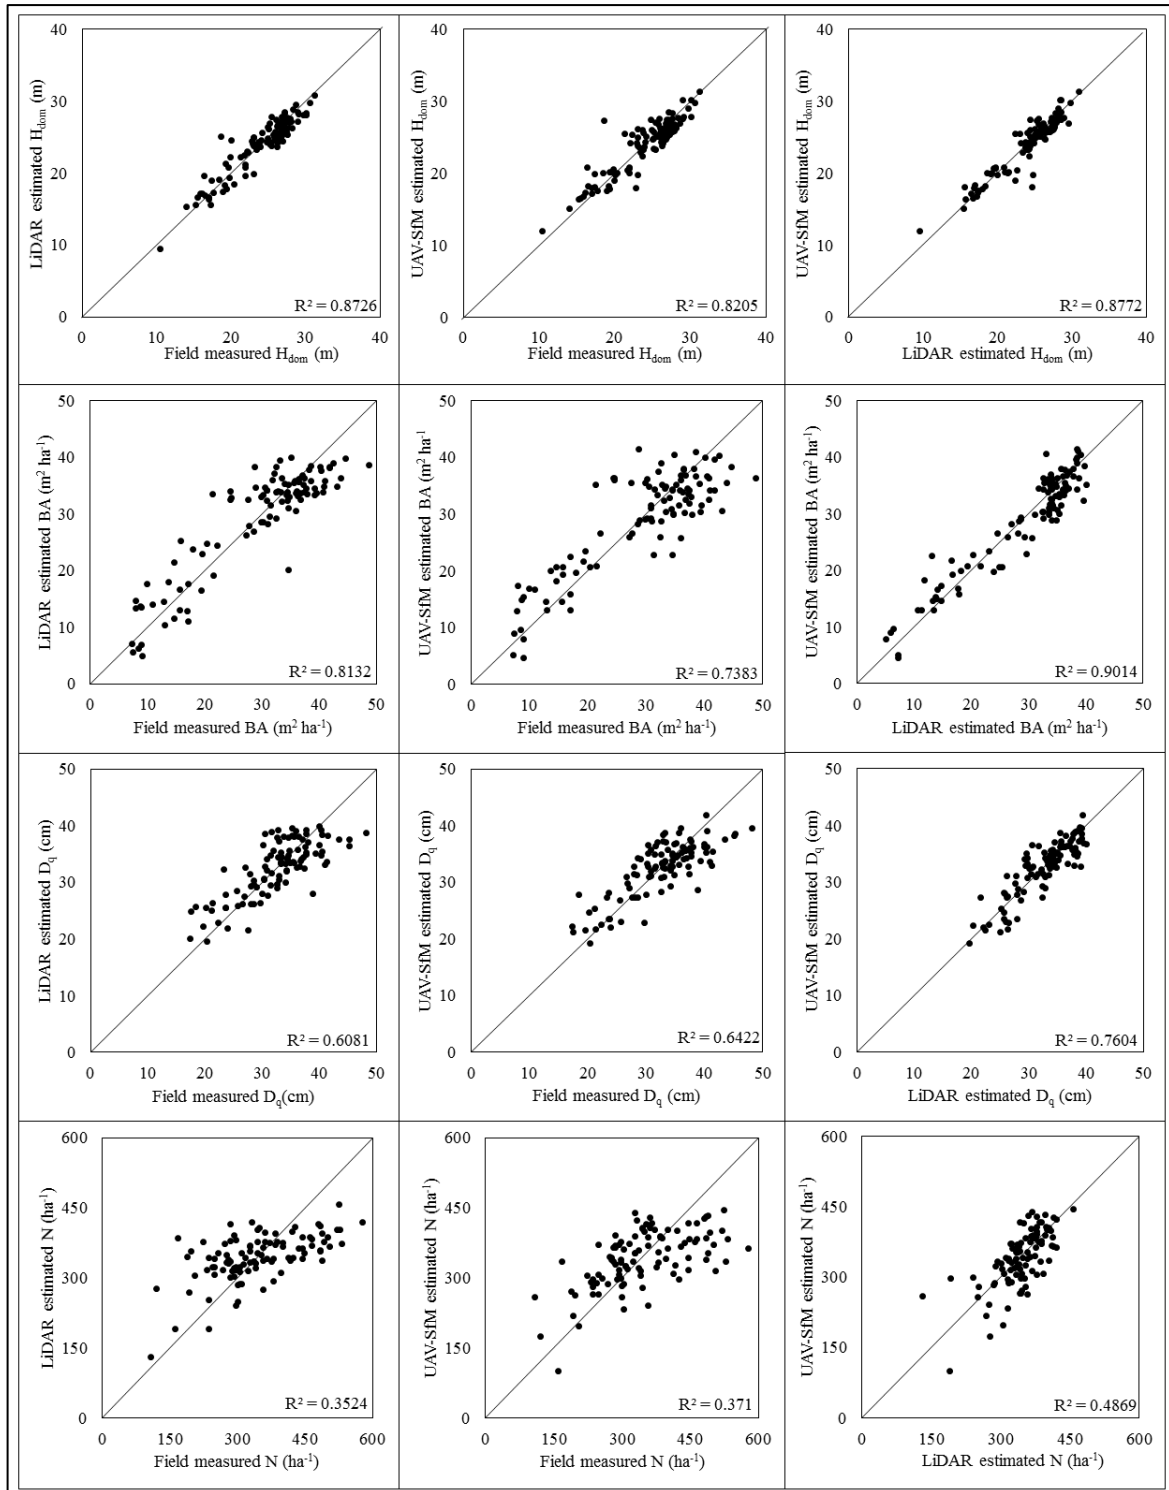 40
30
20
10
0
LiDAR estimated Hdom (m)
R² = 0.8726
0 10 20 30 40
Field measured Hdom (m)
40
30
20
10
0
UAV-SfM estimated Hdom (m)
R² = 0.8205
0 10 20 30 40
Field measured Hdom (m)
40
30
20
10
0
UAV-SfM estimated Hdom (m)
R² = 0.8772
0 10 20 30 40
LiDAR estimated Hdom (m)
50
40
30
20
10
0
LiDAR estimated BA (m² ha⁻¹)
R² = 0.8132
0 10 20 30 40 50
Field measured BA (m² ha⁻¹)
50
40
30
20
10
0
UAV-SfM estimated BA (m² ha⁻¹)
R² = 0.7383
0 10 20 30 40 50
Field measured BA (m² ha⁻¹)
50
40
30
20
10
0
UAV-SfM estimated BA (m² ha⁻¹)
R² = 0.9014
0 10 20 30 40 50
LiDAR estimated BA (m² ha⁻¹)
50
40
30
20
10
0
LiDAR estimated Dq (cm)
R² = 0.6081
0 10 20 30 40 50
Field measured Dq(cm)
50
40
30
20
10
0
UAV-SfM estimated Dq (cm)
R² = 0.6422
0 10 20 30 40 50
Field measured Dq (cm)
50
40
30
20
10
0
UAV-SfM estimated Dq (cm)
R² = 0.7604
0 10 20 30 40 50
LiDAR estimated Dq (cm)
600
450
300
150
0
LiDAR estimated N (ha⁻¹)
R² = 0.3524
0 150 300 450 600
Field measured N (ha⁻¹)
600
450
300
150
0
UAV-SfM estimated N (ha⁻¹)
R² = 0.371
0 150 300 450 600
Field measured N (ha⁻¹)
600
450
300
150
0
UAV-SfM estimated N (ha⁻¹)
R² = 0.4869
0 150 300 450 600
LiDAR estimated N (ha⁻¹)